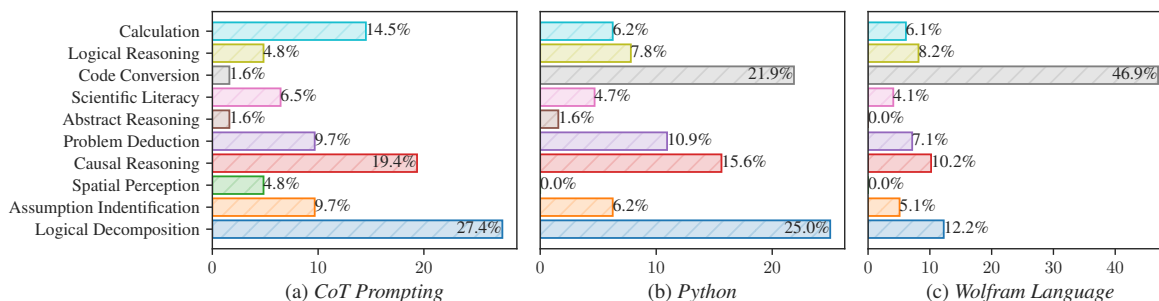 Calculation
Logical Reasoning
Code Conversion
Scientific Literacy
Abstract Reasoning
Problem Deduction
Causal Reasoning
Spatial Perception
Assumption Indentification
Logical Decomposition
14.5%
4.8%
1.6%
6.5%
1.6%
9.7%
19.4%
4.8%
9.7%
27.4%
0 10 20
(a) CoT Prompting
6.2%
7.8%
21.9%
4.7%
1.6%
10.9%
15.6%
0.0%
6.2%
25.0%
0 10 20
(b) Python
6.1%
8.2%
46.9%
4.1%
0.0%
7.1%
10.2%
0.0%
5.1%
12.2%
0 10 20 30 40
(c) Wolfram Language